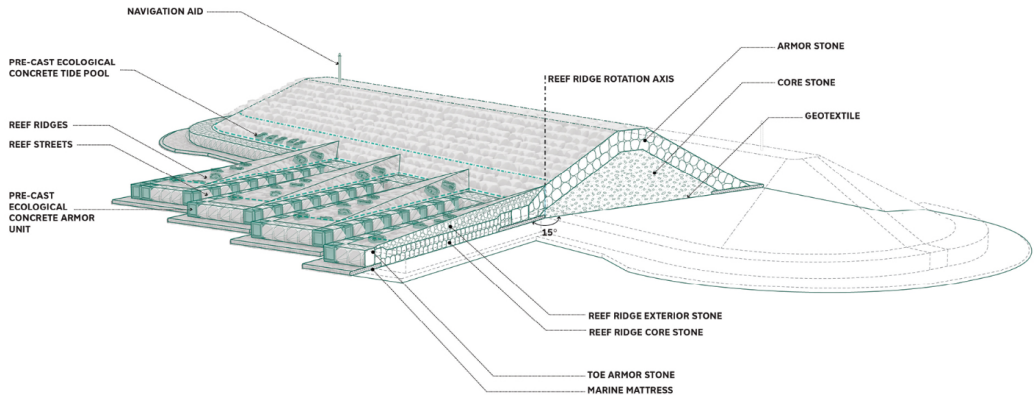 NAVIGATION AID
PRE-CAST ECOLOGICAL
CONCRETE TIDE POOL
REEF RIDGES
REEF STREETS
PRE-CAST
ECOLOGICAL
CONCRETE ARMOR
UNIT
REEF RIDGE ROTATION AXIS
ARMOR STONE
CORE STONE
GEOTEXTILE
15°
REEF RIDGE EXTERIOR STONE
REEF RIDGE CORE STONE
TOE ARMOR STONE
MARINE MATTRESS